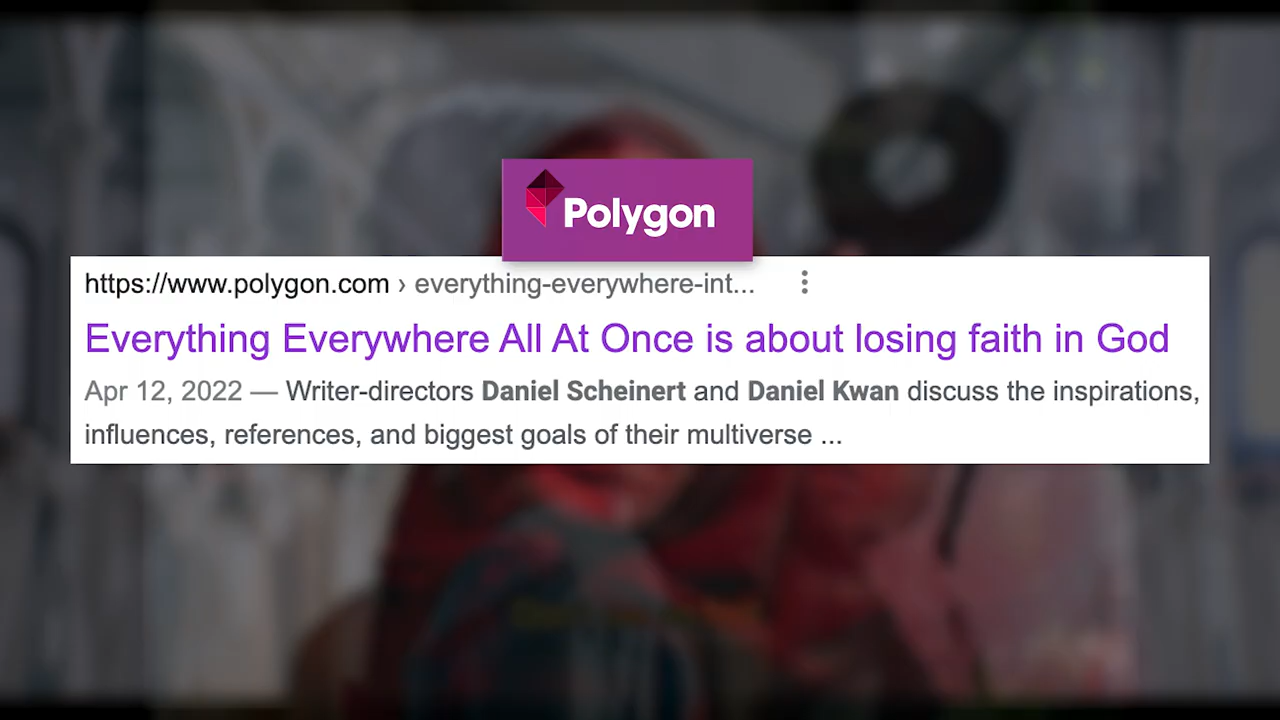 Polygon
https://www.polygon.com › everything-everywhere-int...
Everything Everywhere All At Once is about losing faith in God
Apr 12, 2022 — Writer-directors Daniel Scheinert and Daniel Kwan discuss the inspirations,
influences, references, and biggest goals of their multiverse ...